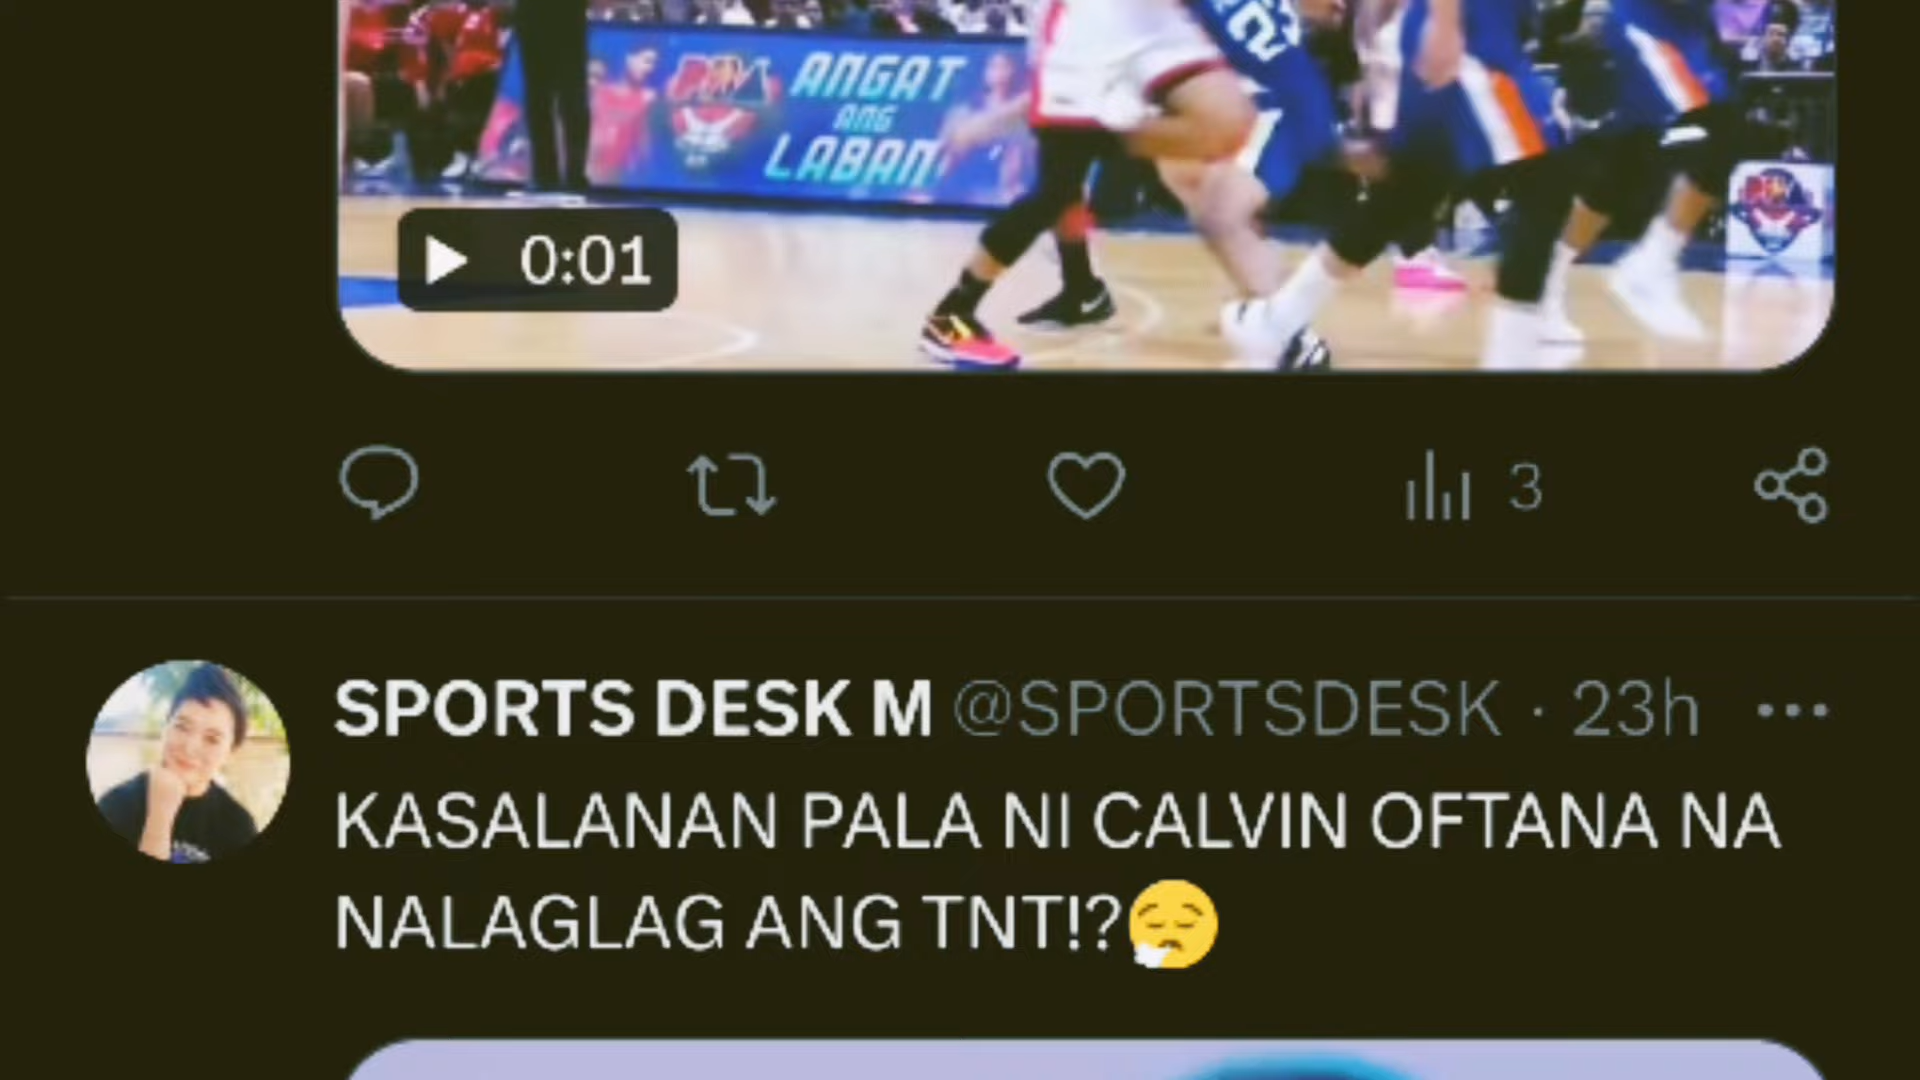 ANGAT
ANG
LABAN
0:01
3
SPORTS DESK M @SPORTSDESK · 23h
KASALANAN PALA NI CALVIN OFTANA NA
NALAGLAG ANG TNT!?😮‍💨